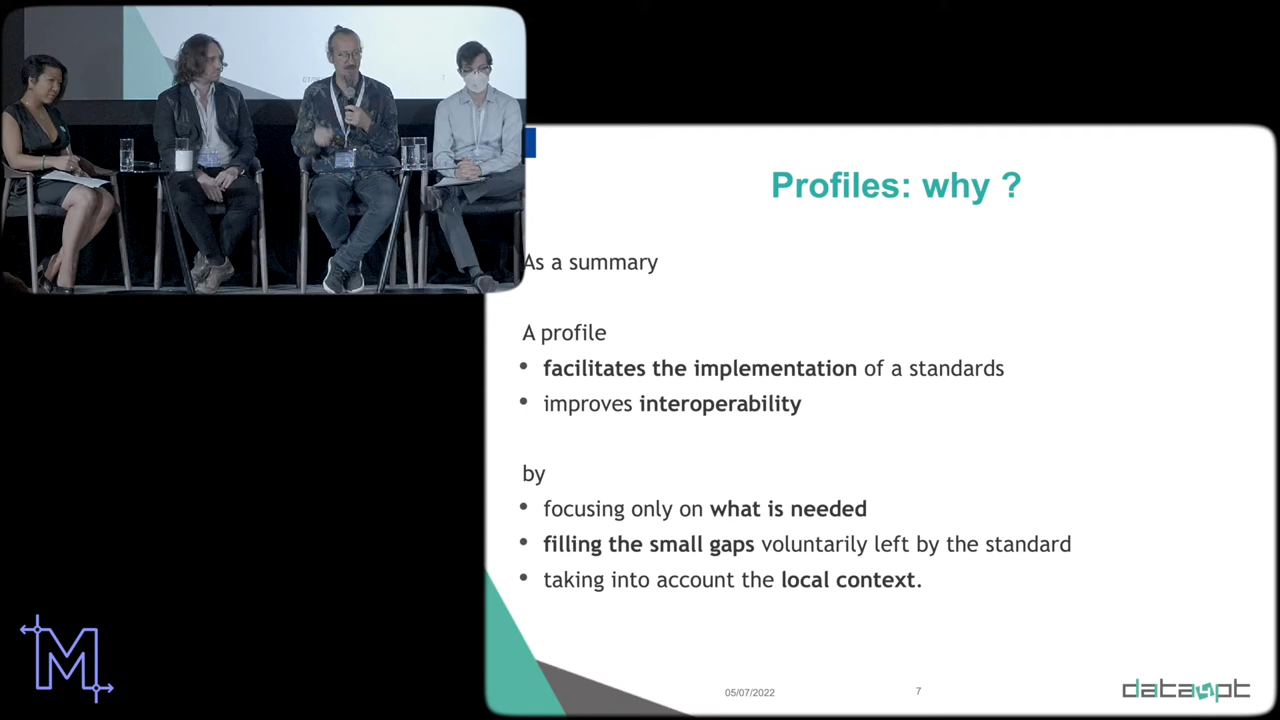 Profiles: why ?
As a summary
A profile
• facilitates the implementation of a standards
• improves interoperability
by
• focusing only on what is needed
• filling the small gaps voluntarily left by the standard
• taking into account the local context.
M
05/07/2022
7
data4pt